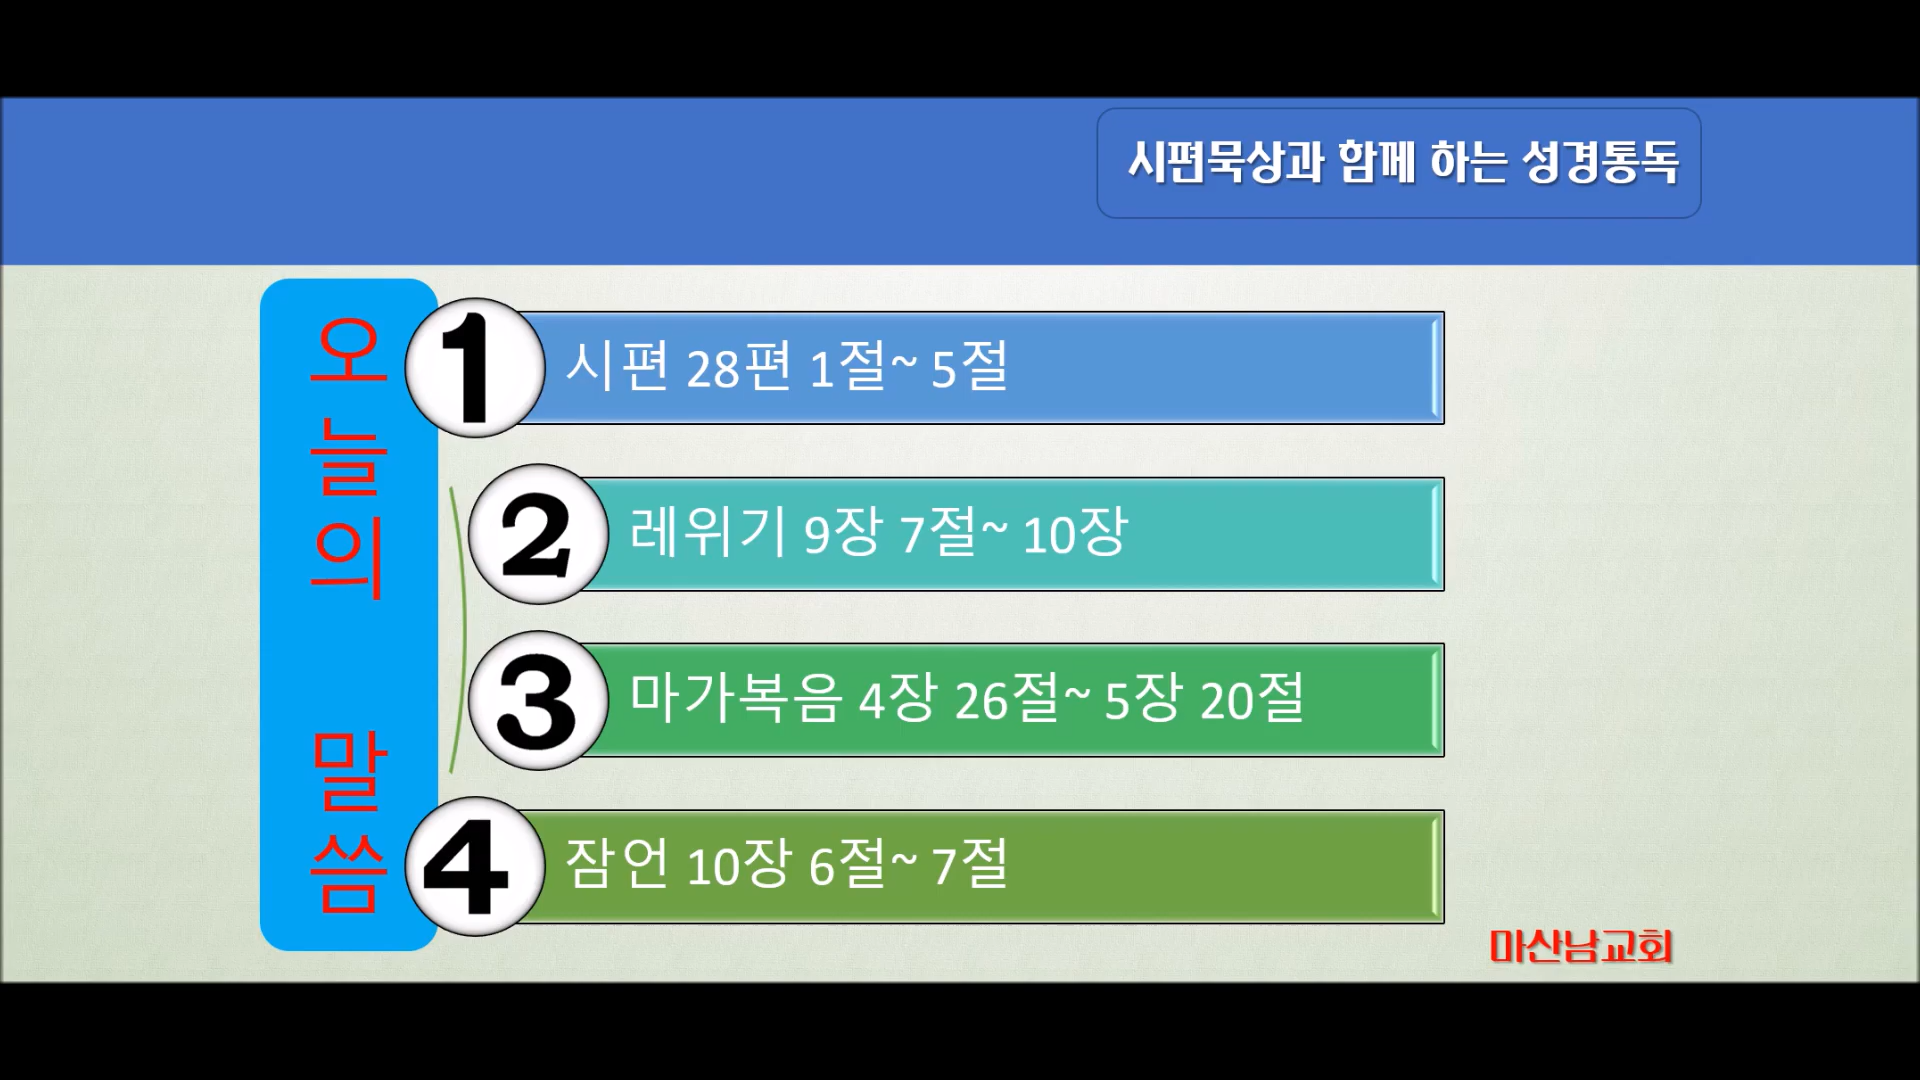 시편묵상과 함께 하는 성경통독
오늘의 말씀
1 시편 28편 1절~ 5절
2 레위기 9장 7절~ 10장
3 마가복음 4장 26절~ 5장 20절
4 잠언 10장 6절~ 7절
마산남교회